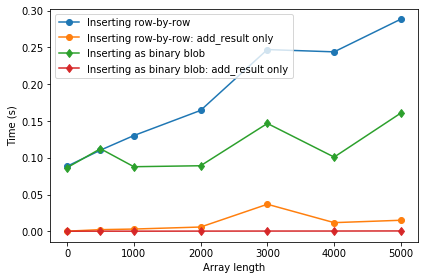 0.30
0.25
0.20
0.15
0.10
0.05
0.00
Time (s)
Inserting row-by-row
Inserting row-by-row: add_result only
Inserting as binary blob
Inserting as binary blob: add_result only
0 1000 2000 3000 4000 5000
Array length